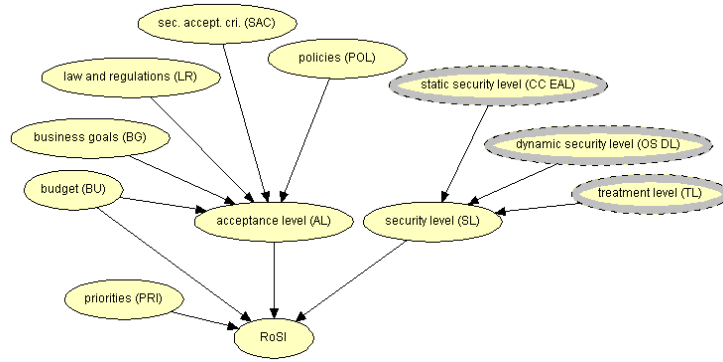 sec. accept. cri. (SAC)
policies (POL)
law and regulations (LR)
static security level (CC EAL)
business goals (BG)
dynamic security level (OS DL)
budget (BU)
treatment level (TL)
acceptance level (AL)
security level (SL)
priorities (PRI)
RoSI